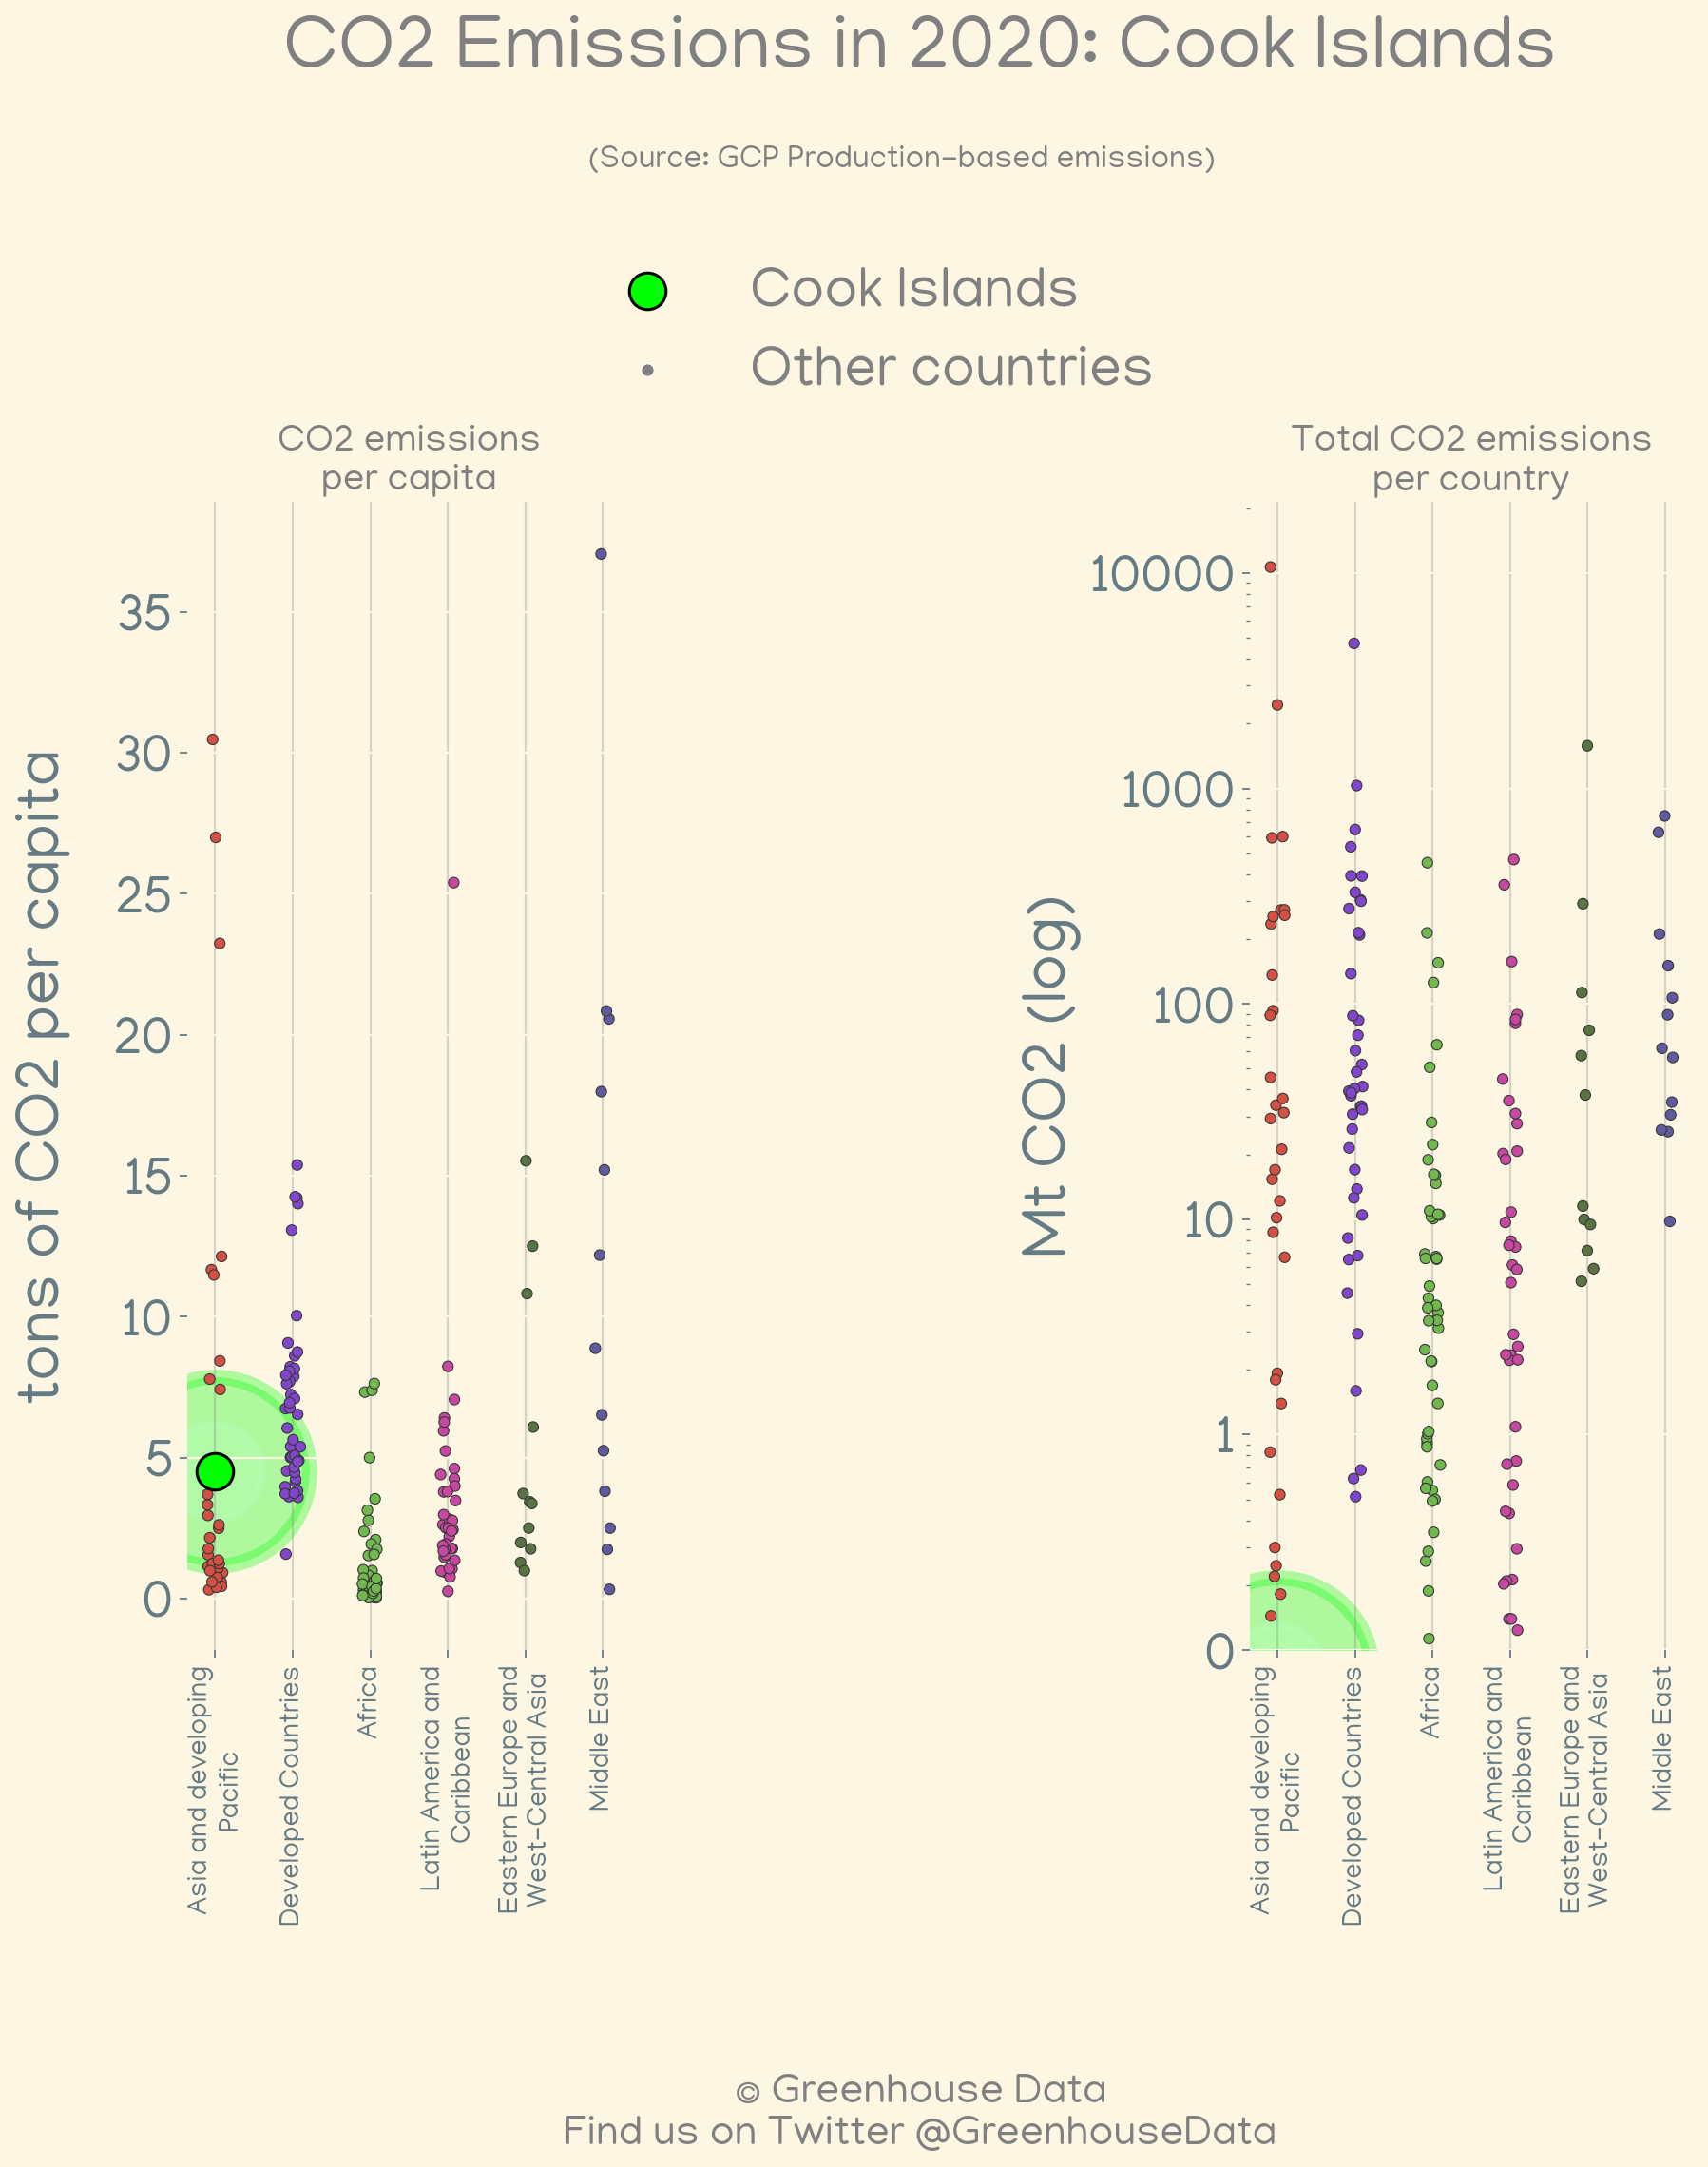 CO2 Emissions in 2020: Cook Islands
(Source: GCP Production-based emissions)
Cook Islands
Other countries
CO2 emissions
per capita
tons of CO2 per capita
35
30
25
20
15
10
5
0
Asia and developing
Pacific
Developed Countries
Africa
Latin America and
Caribbean
Eastern Europe and
West-Central Asia
Middle East
Total CO2 emissions
per country
Mt CO2 (log)
10000
1000
100
10
1
0
Asia and developing
Pacific
Developed Countries
Africa
Latin America and
Caribbean
Eastern Europe and
West-Central Asia
Middle East
© Greenhouse Data
Find us on Twitter @GreenhouseData